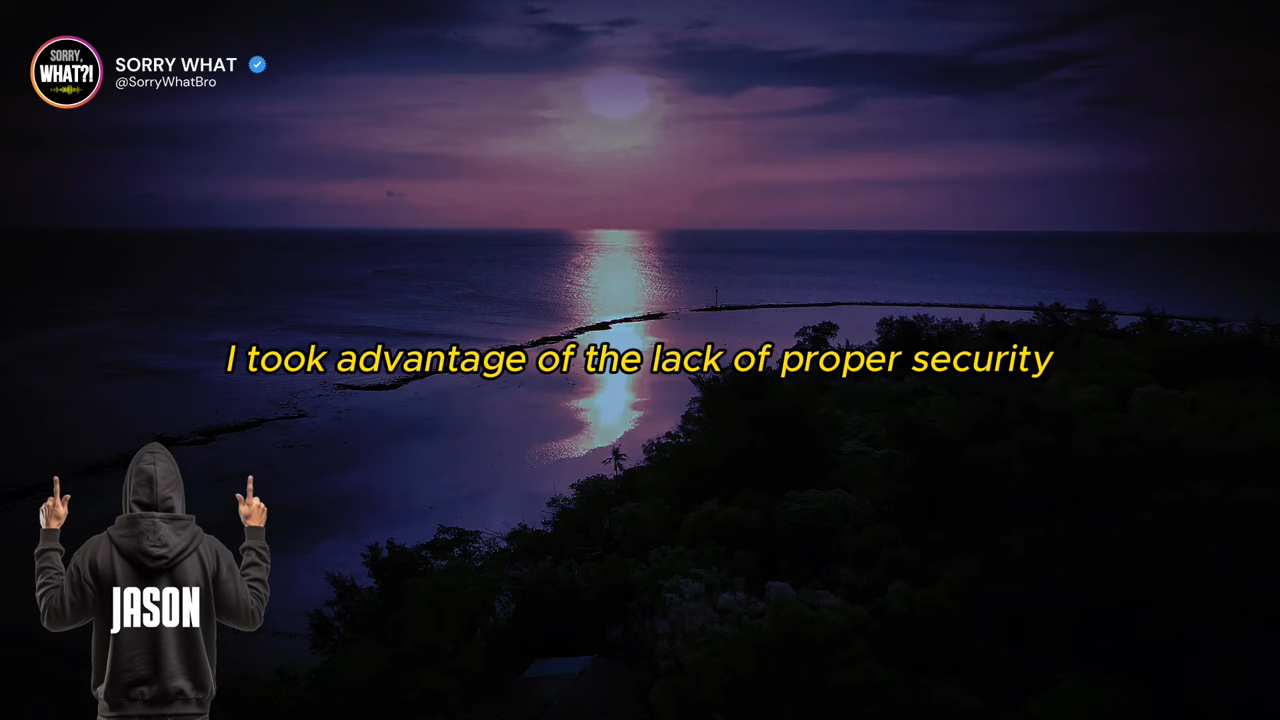 SORRY,
WHAT?!
SORRY WHAT
@SorryWhatBro
I took advantage of the lack of proper security
JASON